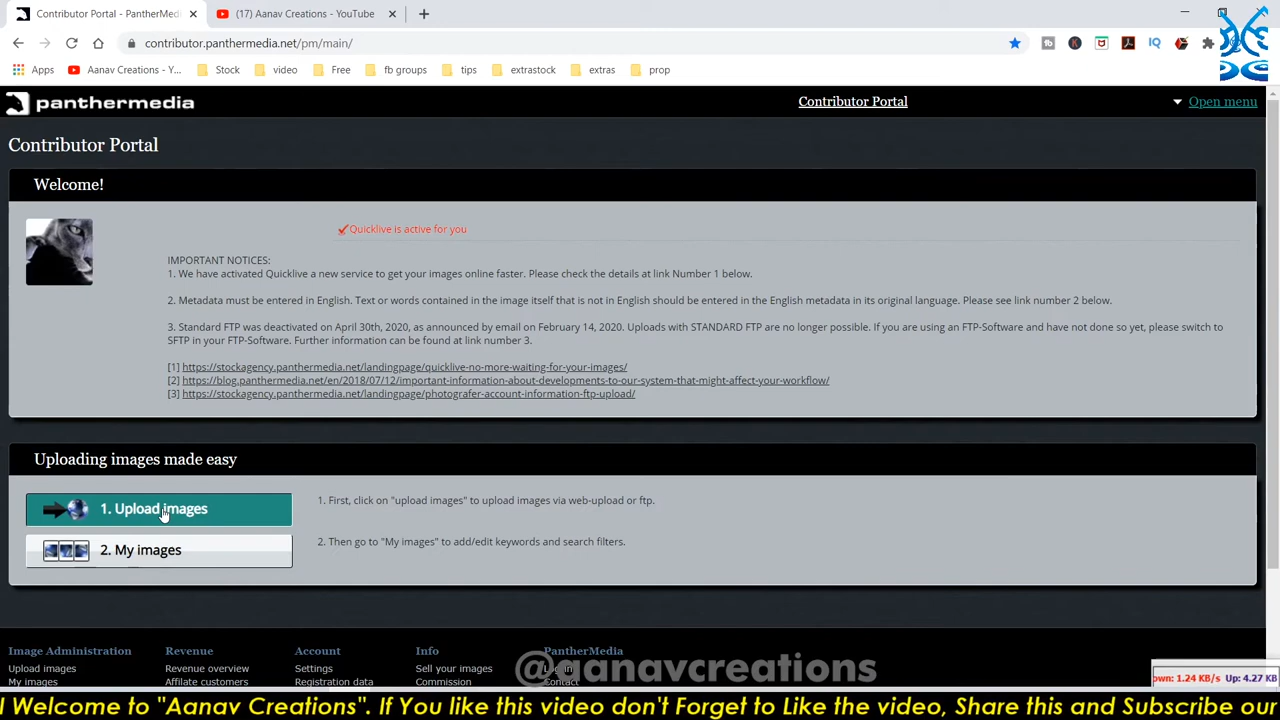 Contributor Portal - PantherMed
(17) Aanav Creations - YouTube
contributor.panthermedia.net/pm/main/
Apps
Aanav Creations - Y...
Stock
video
Free
fb groups
tips
extrastock
extras
prop
panthermedia
Contributor Portal
Open menu
Contributor Portal
Welcome!
Quicklive is active for you
IMPORTANT NOTICES:
1. We have activated Quicklive a new service to get your images online faster. Please check the details at link Number 1 below.
2. Metadata must be entered in English. Text or words contained in the image itself that is not in English should be entered in the English metadata in its original language. Please see link number 2 below.
3. Standard FTP was deactivated on April 30th, 2020, as announced by email on February 14, 2020. Uploads with STANDARD FTP are no longer possible. If you are using an FTP-Software and have not done so yet, please switch to
SFTP in your FTP-Software. Further information can be found at link number 3.
[1] https://stockagency.panthermedia.net/landingpage/quicklive-no-more-waiting-for-your-images/
[2] https://blog.panthermedia.net/en/2018/07/12/important-information-about-developments-to-our-system-that-might-affect-your-workflow/
[3] https://stockagency.panthermedia.net/landingpage/photografer-account-information-ftp-upload/
Uploading images made easy
1. Upload images
1. First, click on "upload images" to upload images via web-upload or ftp.
2. My images
2. Then go to "My images" to add/edit keywords and search filters.
Image Administration
Revenue
Account
Info
PantherMedia
Upload images
Revenue overview
Settings
Sell your images
My images
Affiliate customers
Registration data
Commission
Contact
@aanavcreations
own: 1.24 KB/s Up: 4.27 KB
Welcome to "Aanav Creations". If You like this video don't Forget to Like the video, Share this and Subscribe our